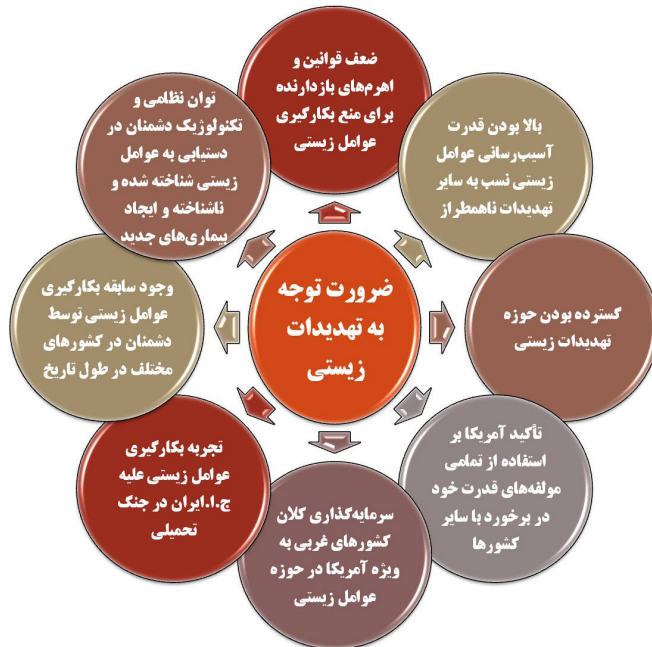 ضعف قوانین و
اهرم‌های بازدارنده
برای منع بکارگیری
عوامل زیستی
بالا بودن قدرت
آسیب‌رسانی عوامل
زیستی نسب به سایر
تهدیدات ناهمطراز
گسترده بودن حوزه
تهدیدات زیستی
تأکید آمریکا بر
استفاده از تمامی
مولفه‌های قدرت خود
در برخورد با سایر
کشورها
سرمایه‌گذاری کلان
کشورهای غربی به
ویژه آمریکا در حوزه
عوامل زیستی
تجربه بکارگیری
عوامل زیستی علیه
ج.ا.ایران در جنگ
تحمیلی
وجود سابقه بکارگیری
عوامل زیستی توسط
دشمنان در کشورهای
مختلف در طول تاریخ
توان نظامی و
تکنولوژیک دشمنان در
دستیابی به عوامل
زیستی شناخته شده و
ناشناخته و ایجاد
بیماری‌های جدید
ضرورت توجه
به تهدیدات
زیستی